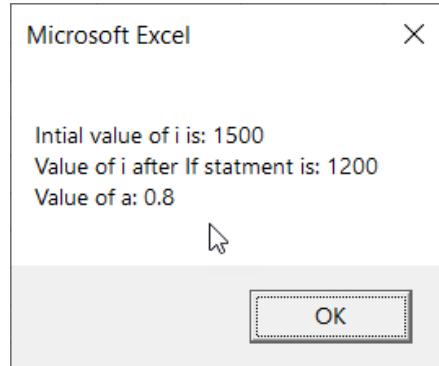 Microsoft Excel
Intial value of i is: 1500
Value of i after If statment is: 1200
Value of a: 0.8
OK